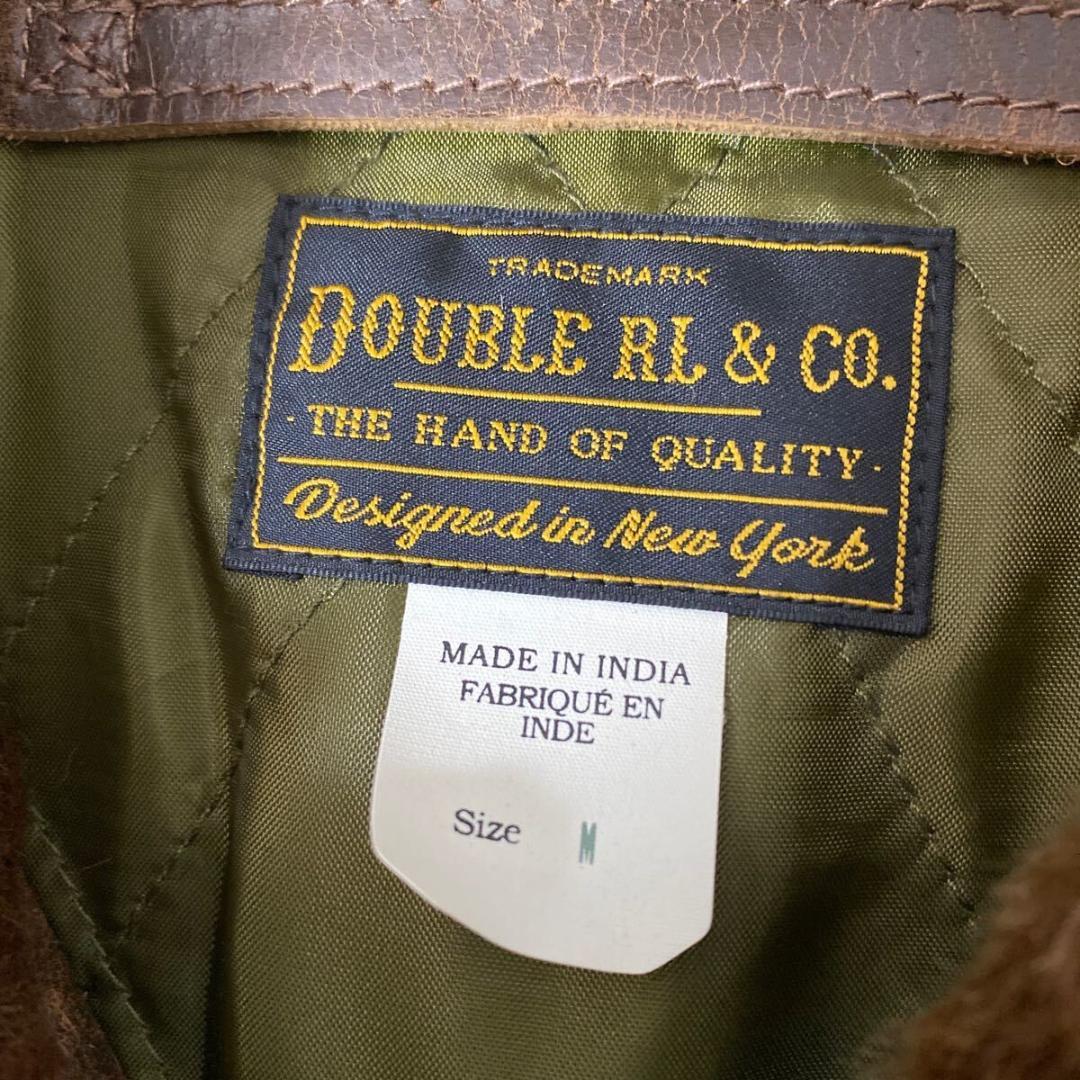 TRADEMARK
DOUBLE RL & CO.
· THE HAND OF QUALITY ·
Designed in New York
MADE IN INDIA
FABRIQUÉ EN
INDE
Size M